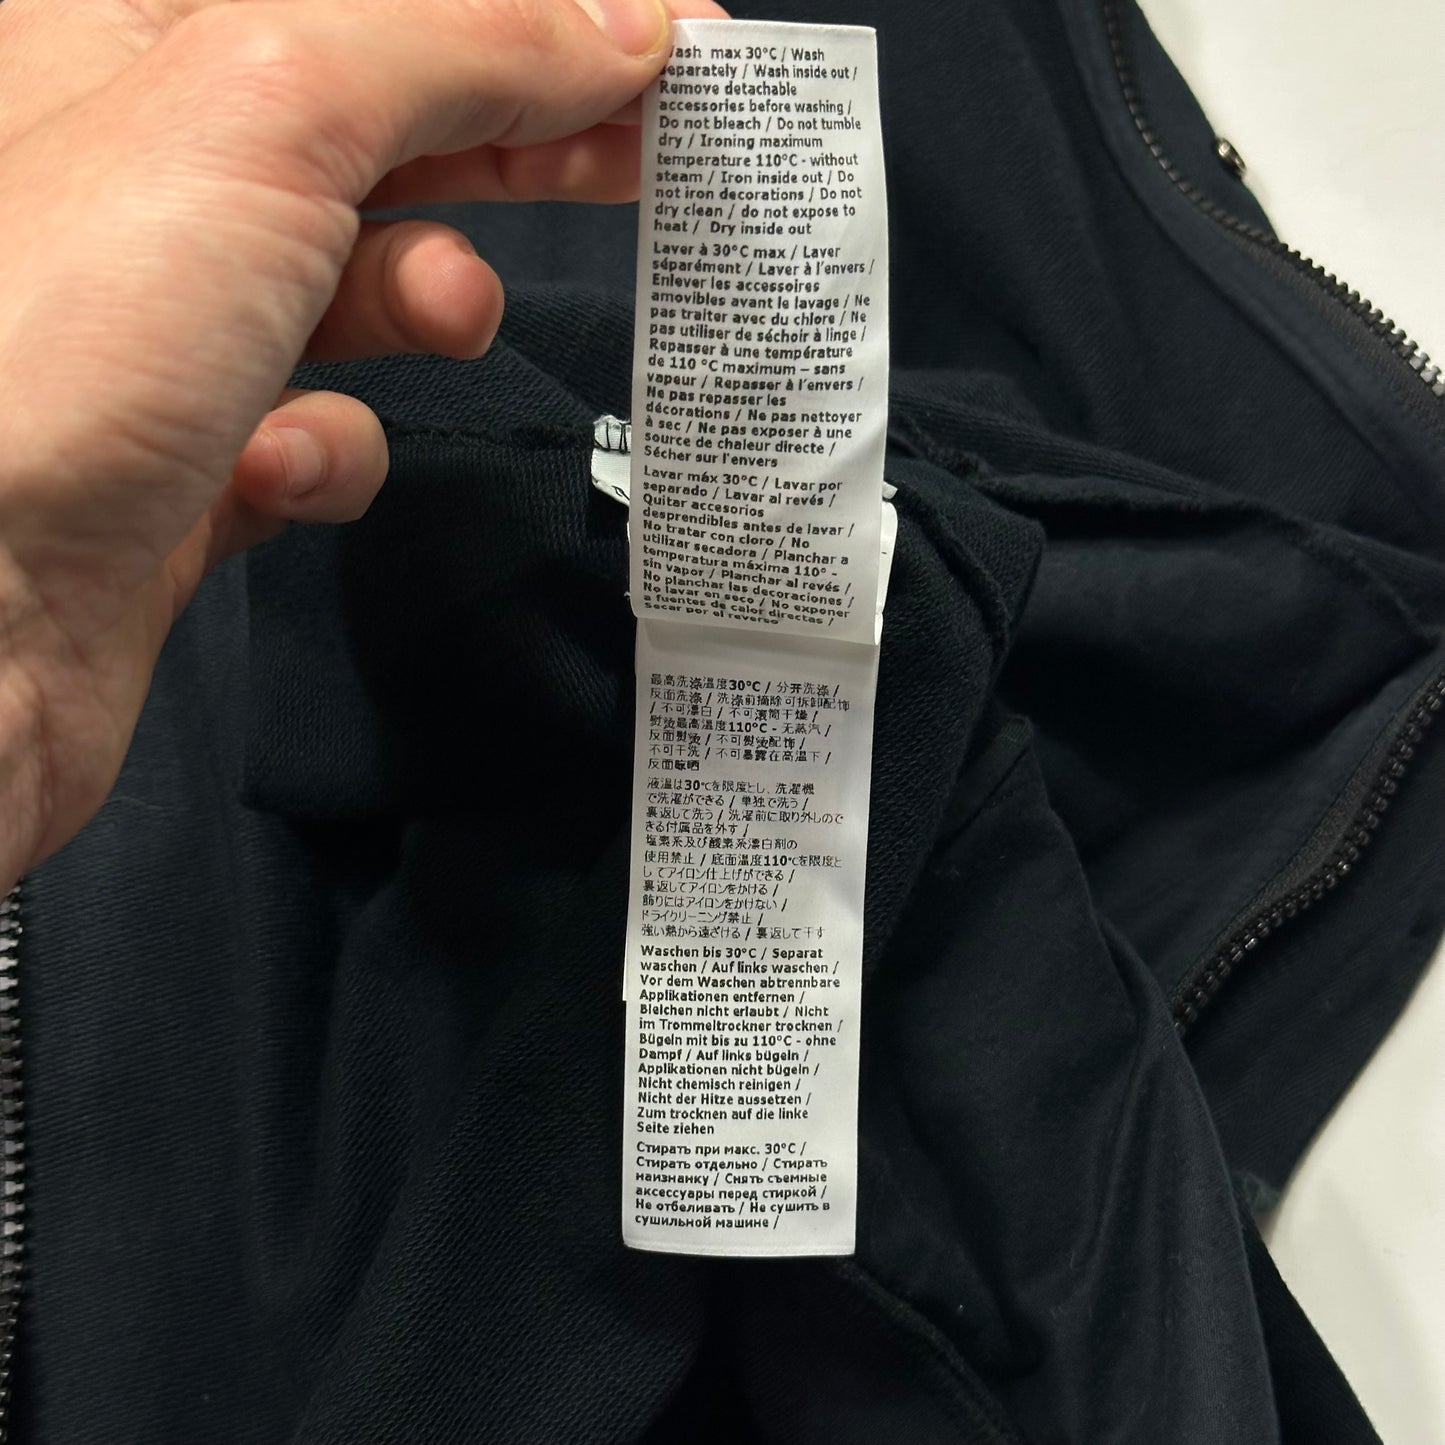 ash max 30°C / Wash
separately / Wash inside out /
Remove detachable
accessories before washing /
Do not bleach / Do not tumble
dry / Ironing maximum
temperature 110°C - without
steam / Iron inside out / Do
not iron decorations / Do not
dry clean / do not expose to
heat / Dry inside out
Laver à 30°C max / Laver
séparément / Laver à l'envers /
Enlever les accessoires
amovibles avant le lavage / Ne
pas traiter avec du chlore / Ne
pas utiliser de séchoir à linge /
Repasser à une température
de 110 °C maximum – sans
vapeur / Repasser à l'envers /
Ne pas repasser les
décorations / Ne pas nettoyer
à sec / Ne pas exposer à une
source de chaleur directe /
Sécher sur l'envers
Lavar máx 30°C / Lavar por
separado / Lavar al revés /
Quitar accesorios
desprendibles antes de lavar /
No tratar con cloro / No
utilizar secadora / Planchar a
temperatura máxima 110° -
sin vapor / Planchar al revés /
No planchar las decoraciones /
No lavar en seco / No exponer
a fuentes de calor directas /
Secar por el reverso
最高洗涤温度30°C / 分开洗涤 /
反面洗涤 / 洗涤前摘除可拆卸配饰
/ 不可漂白 / 不可滚筒干燥 /
熨烫最高温度110°C - 无蒸汽 /
反面熨烫 / 不可熨烫配饰 /
不可干洗 / 不可暴露在高温下 /
反面晾晒
液温は30℃を限度とし、洗濯機
で洗濯ができる / 単独で洗う /
裏返して洗う / 洗濯前に取り外しので
きる付属品を外す /
塩素系及び酸素系漂白剤の
使用禁止 / 底面温度110℃を限度と
してアイロン仕上げができる /
裏返してアイロンをかける /
飾りにはアイロンをかけない /
ドライクリーニング禁止 /
強い熱から遠ざける / 裏返して干す
Waschen bis 30°C / Separat
waschen / Auf links waschen /
Vor dem Waschen abtrennbare
Applikationen entfernen /
Bleichen nicht erlaubt / Nicht
im Trommeltrockner trocknen /
Bügeln mit bis zu 110°C - ohne
Dampf / Auf links bügeln /
Applikationen nicht bügeln /
Nicht chemisch reinigen /
Nicht der Hitze aussetzen /
Zum trocknen auf die linke
Seite ziehen
Стирать при макс. 30°C /
Стирать отдельно / Стирать
наизнанку / Снять съемные
аксессуары перед стиркой /
Не отбеливать / Не сушить в
сушильной машине /